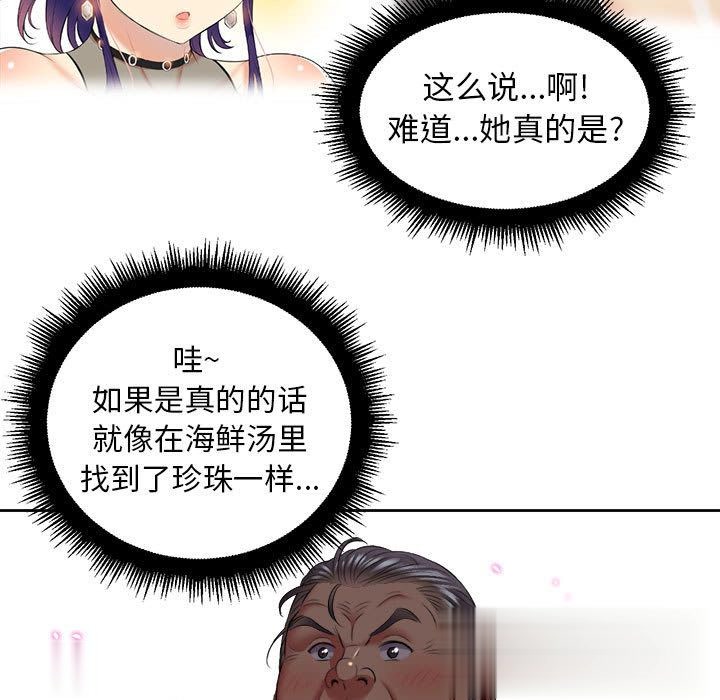 这么说...啊!
难道...她真的是?
哇~
如果是真的的话
就像在海鲜汤里
找到了珍珠一样...